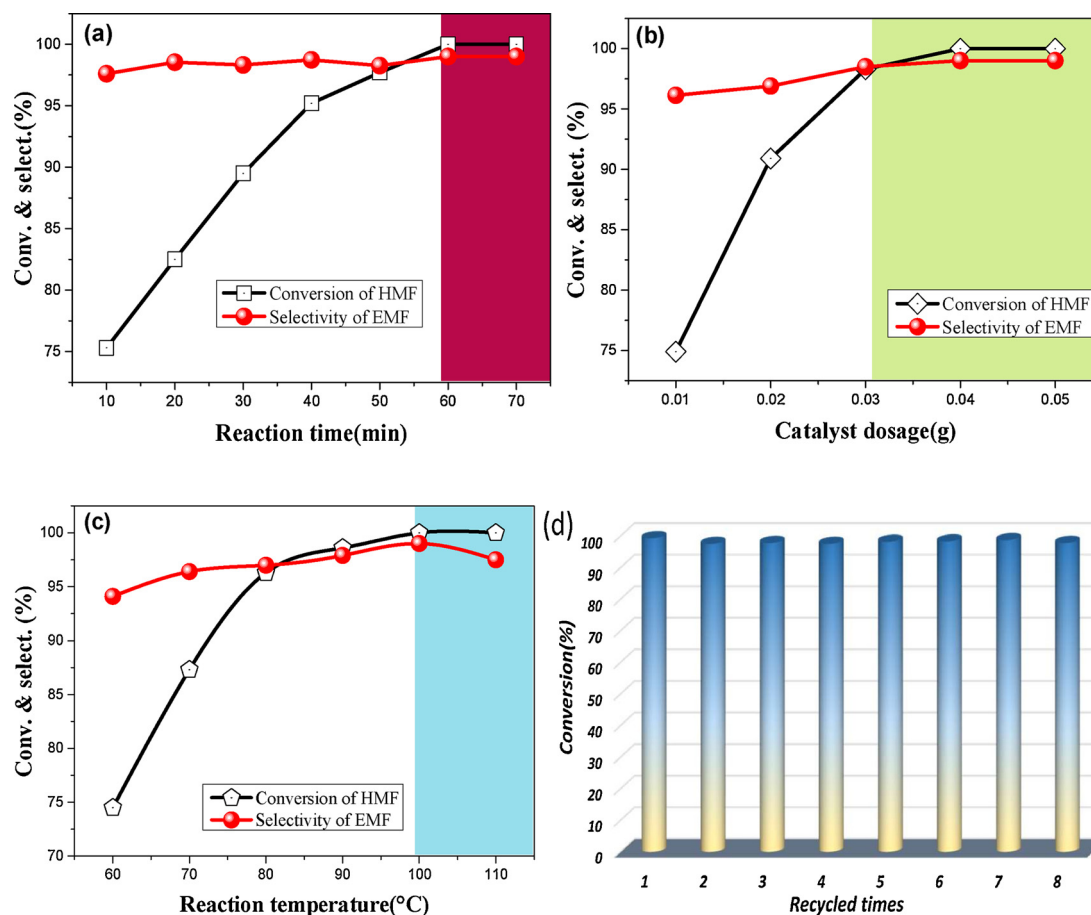 (a)
Conv. & select.(%)
100
95
90
85
80
75
Conversion of HMF
Selectivity of EMF
10 20 30 40 50 60 70
Reaction time(min)
(b)
Conv. & select. (%)
100
95
90
85
80
75
Conversion of HMF
Selectivity of EMF
0.01 0.02 0.03 0.04 0.05
Catalyst dosage(g)
(c)
Conv. & select. (%)
100
95
90
85
80
75
70
Conversion of HMF
Selectivity of EMF
60 70 80 90 100 110
Reaction temperature(°C)
(d)
Conversion(%)
100
90
80
70
60
50
40
30
20
10
0
1 2 3 4 5 6 7 8
Recycled times